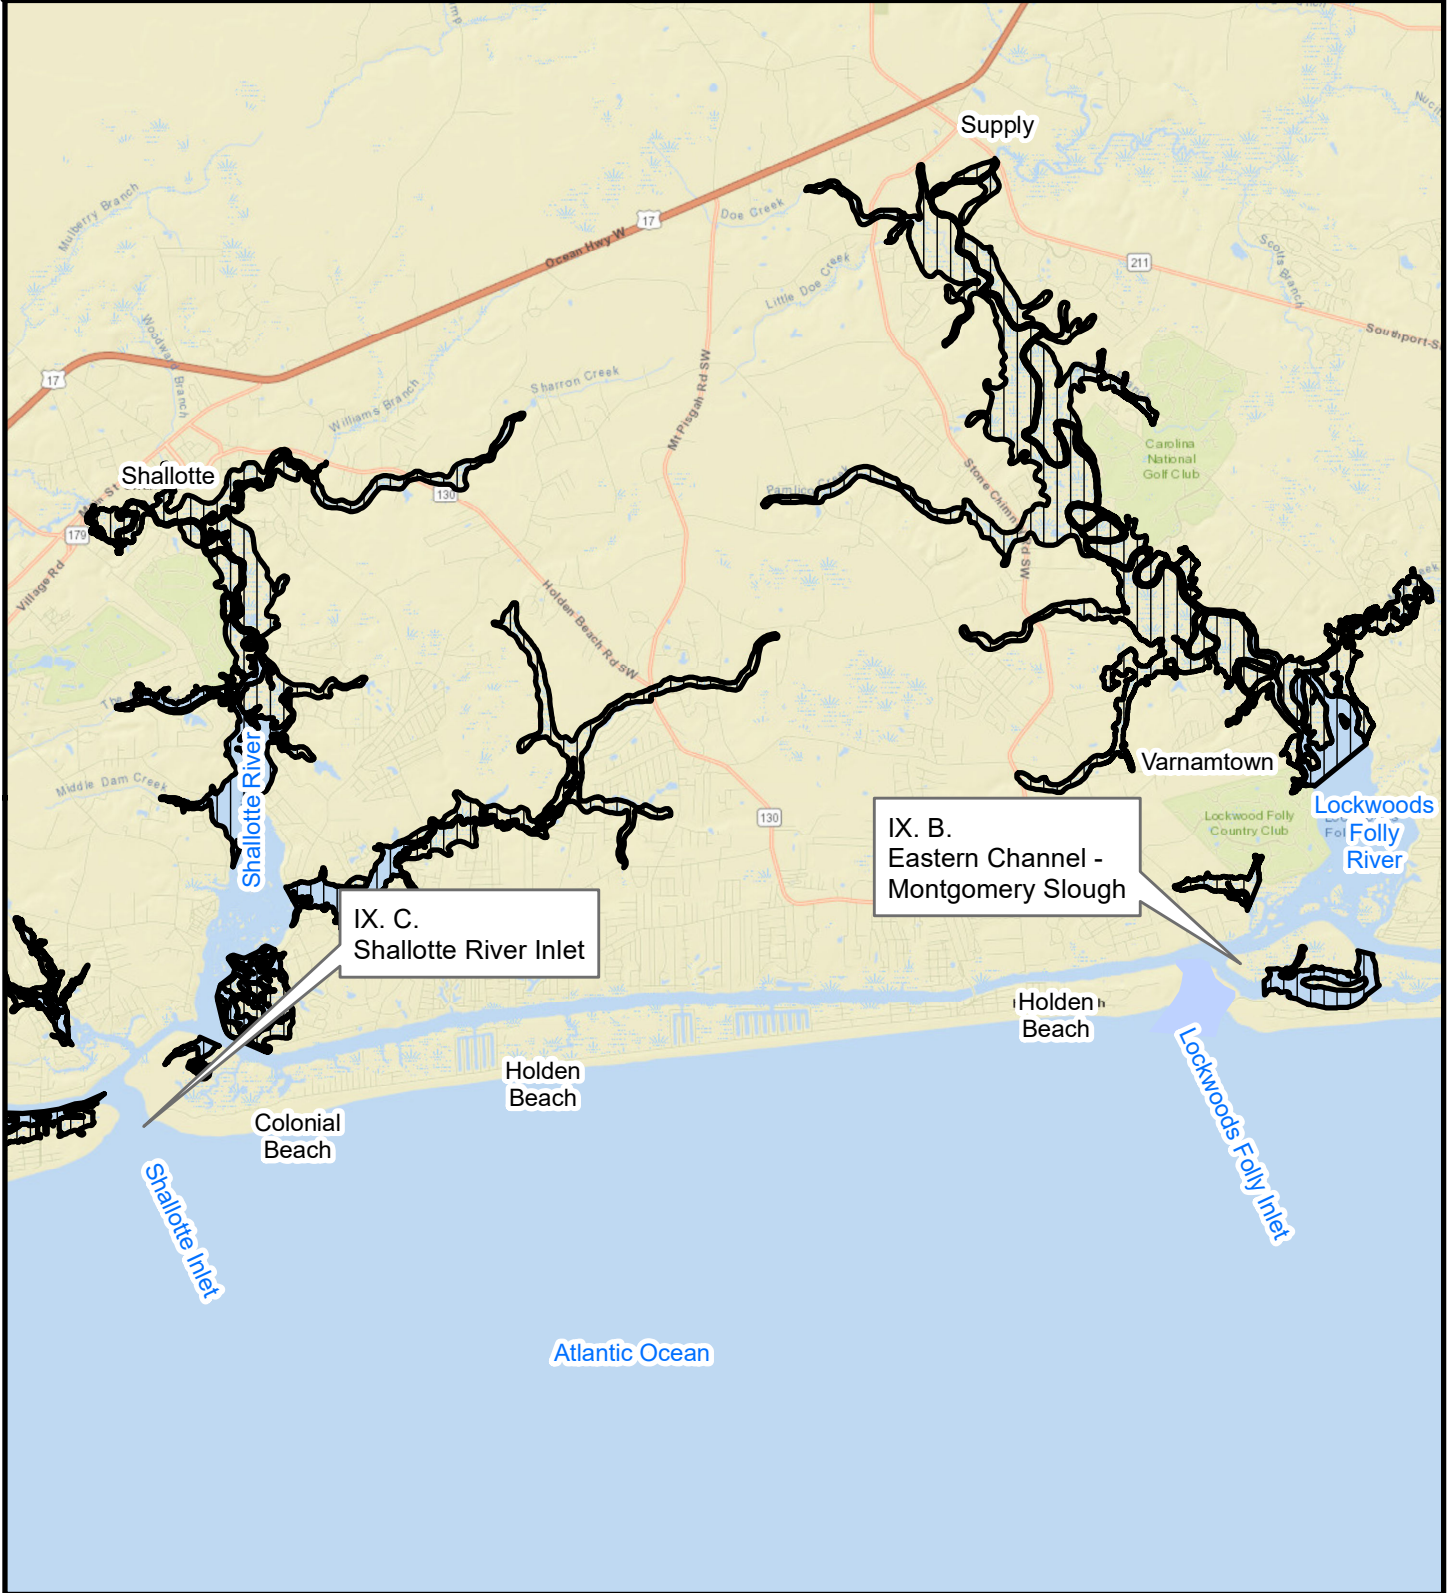 Supply
Mulberry Branch
Doe Creek
17
Ocean Hwy W
211
Scotts Branch
Little Doe Creek
Southport-S
Woodward Branch
17
Sharron Creek
Williams Branch
Mt Pisgah Rd SW
Carolina
National
Golf Club
Shallotte
130
Stone Chimn
Rd SW
179
Village Rd
Holden Beach Rd SW
Varnamtown
Shallotte River
Middle Dam Creek
130
Lockwood Folly
Country Club
Lockwoods
Folly
River
IX. B.
Eastern Channel -
Montgomery Slough
IX. C.
Shallotte River Inlet
Holden
Beach
Holden
Beach
Colonial
Beach
Lockwoods Folly Inlet
Shallotte Inlet
Atlantic Ocean